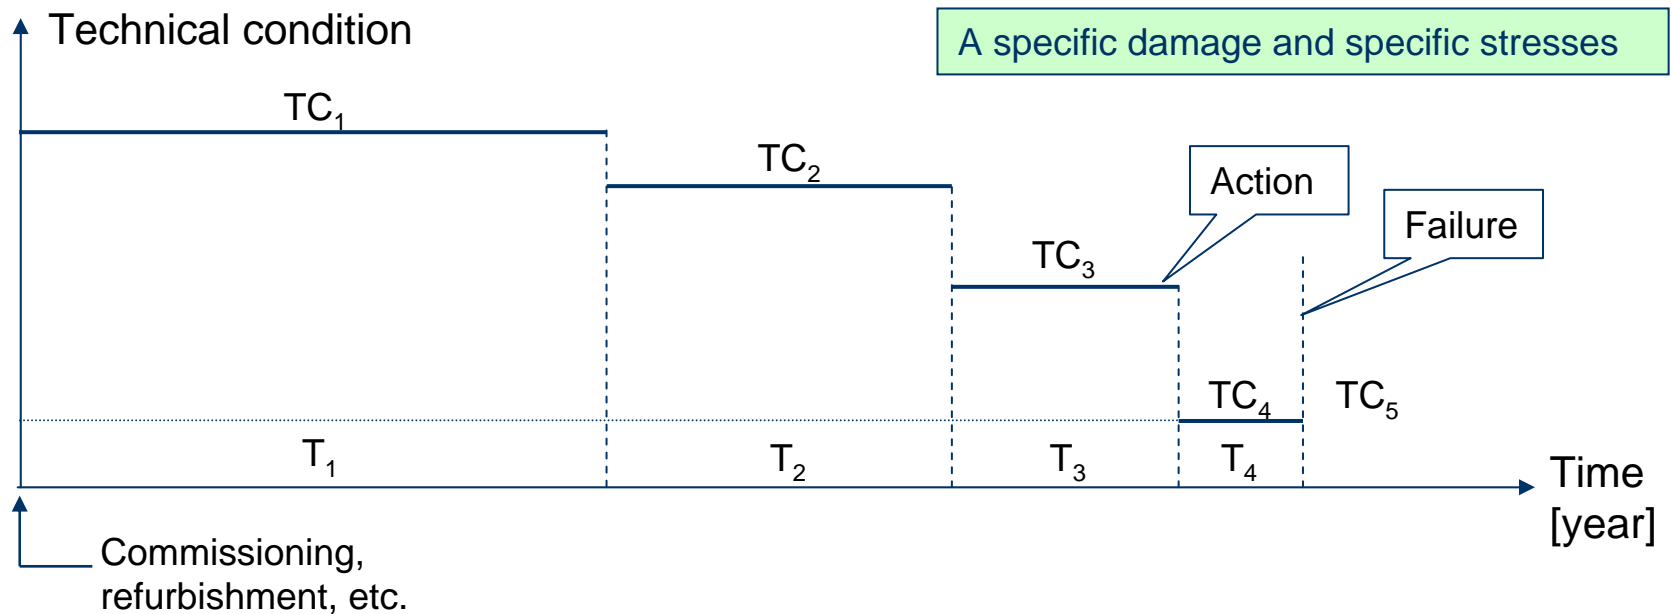 Technical condition
A specific damage and specific stresses
TC₁
TC₂
Action
Failure
TC₃
TC₄
TC₅
T₁
T₂
T₃
T₄
Time
[year]
Commissioning,
refurbishment, etc.